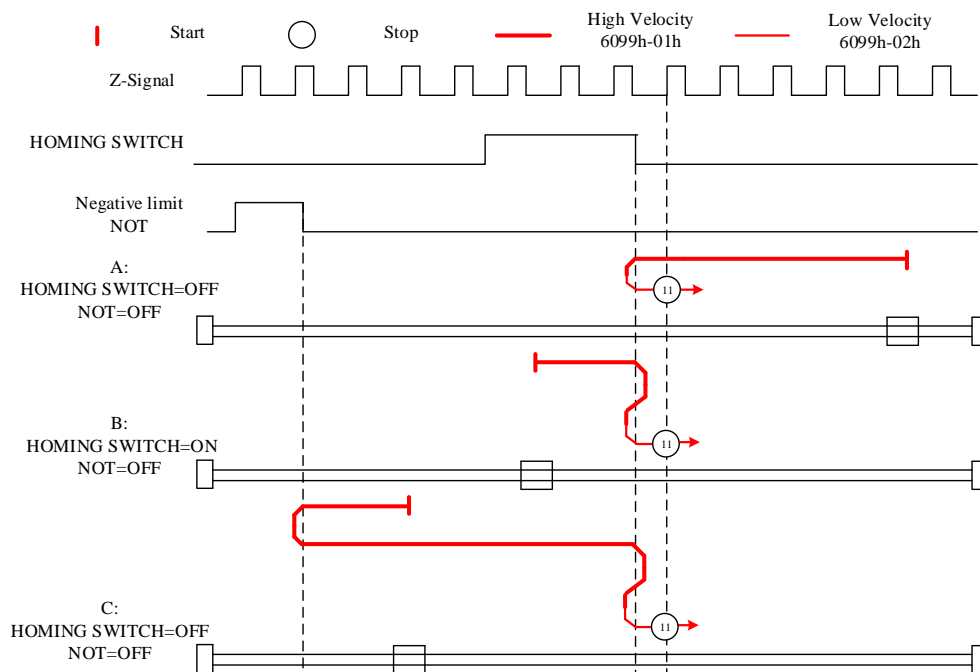 Start
Stop
High Velocity
6099h-01h
Low Velocity
6099h-02h
Z-Signal
HOMING SWITCH
Negative limit
NOT
A:
HOMING SWITCH=OFF
NOT=OFF
11
B:
HOMING SWITCH=ON
NOT=OFF
11
C:
HOMING SWITCH=OFF
NOT=OFF
11